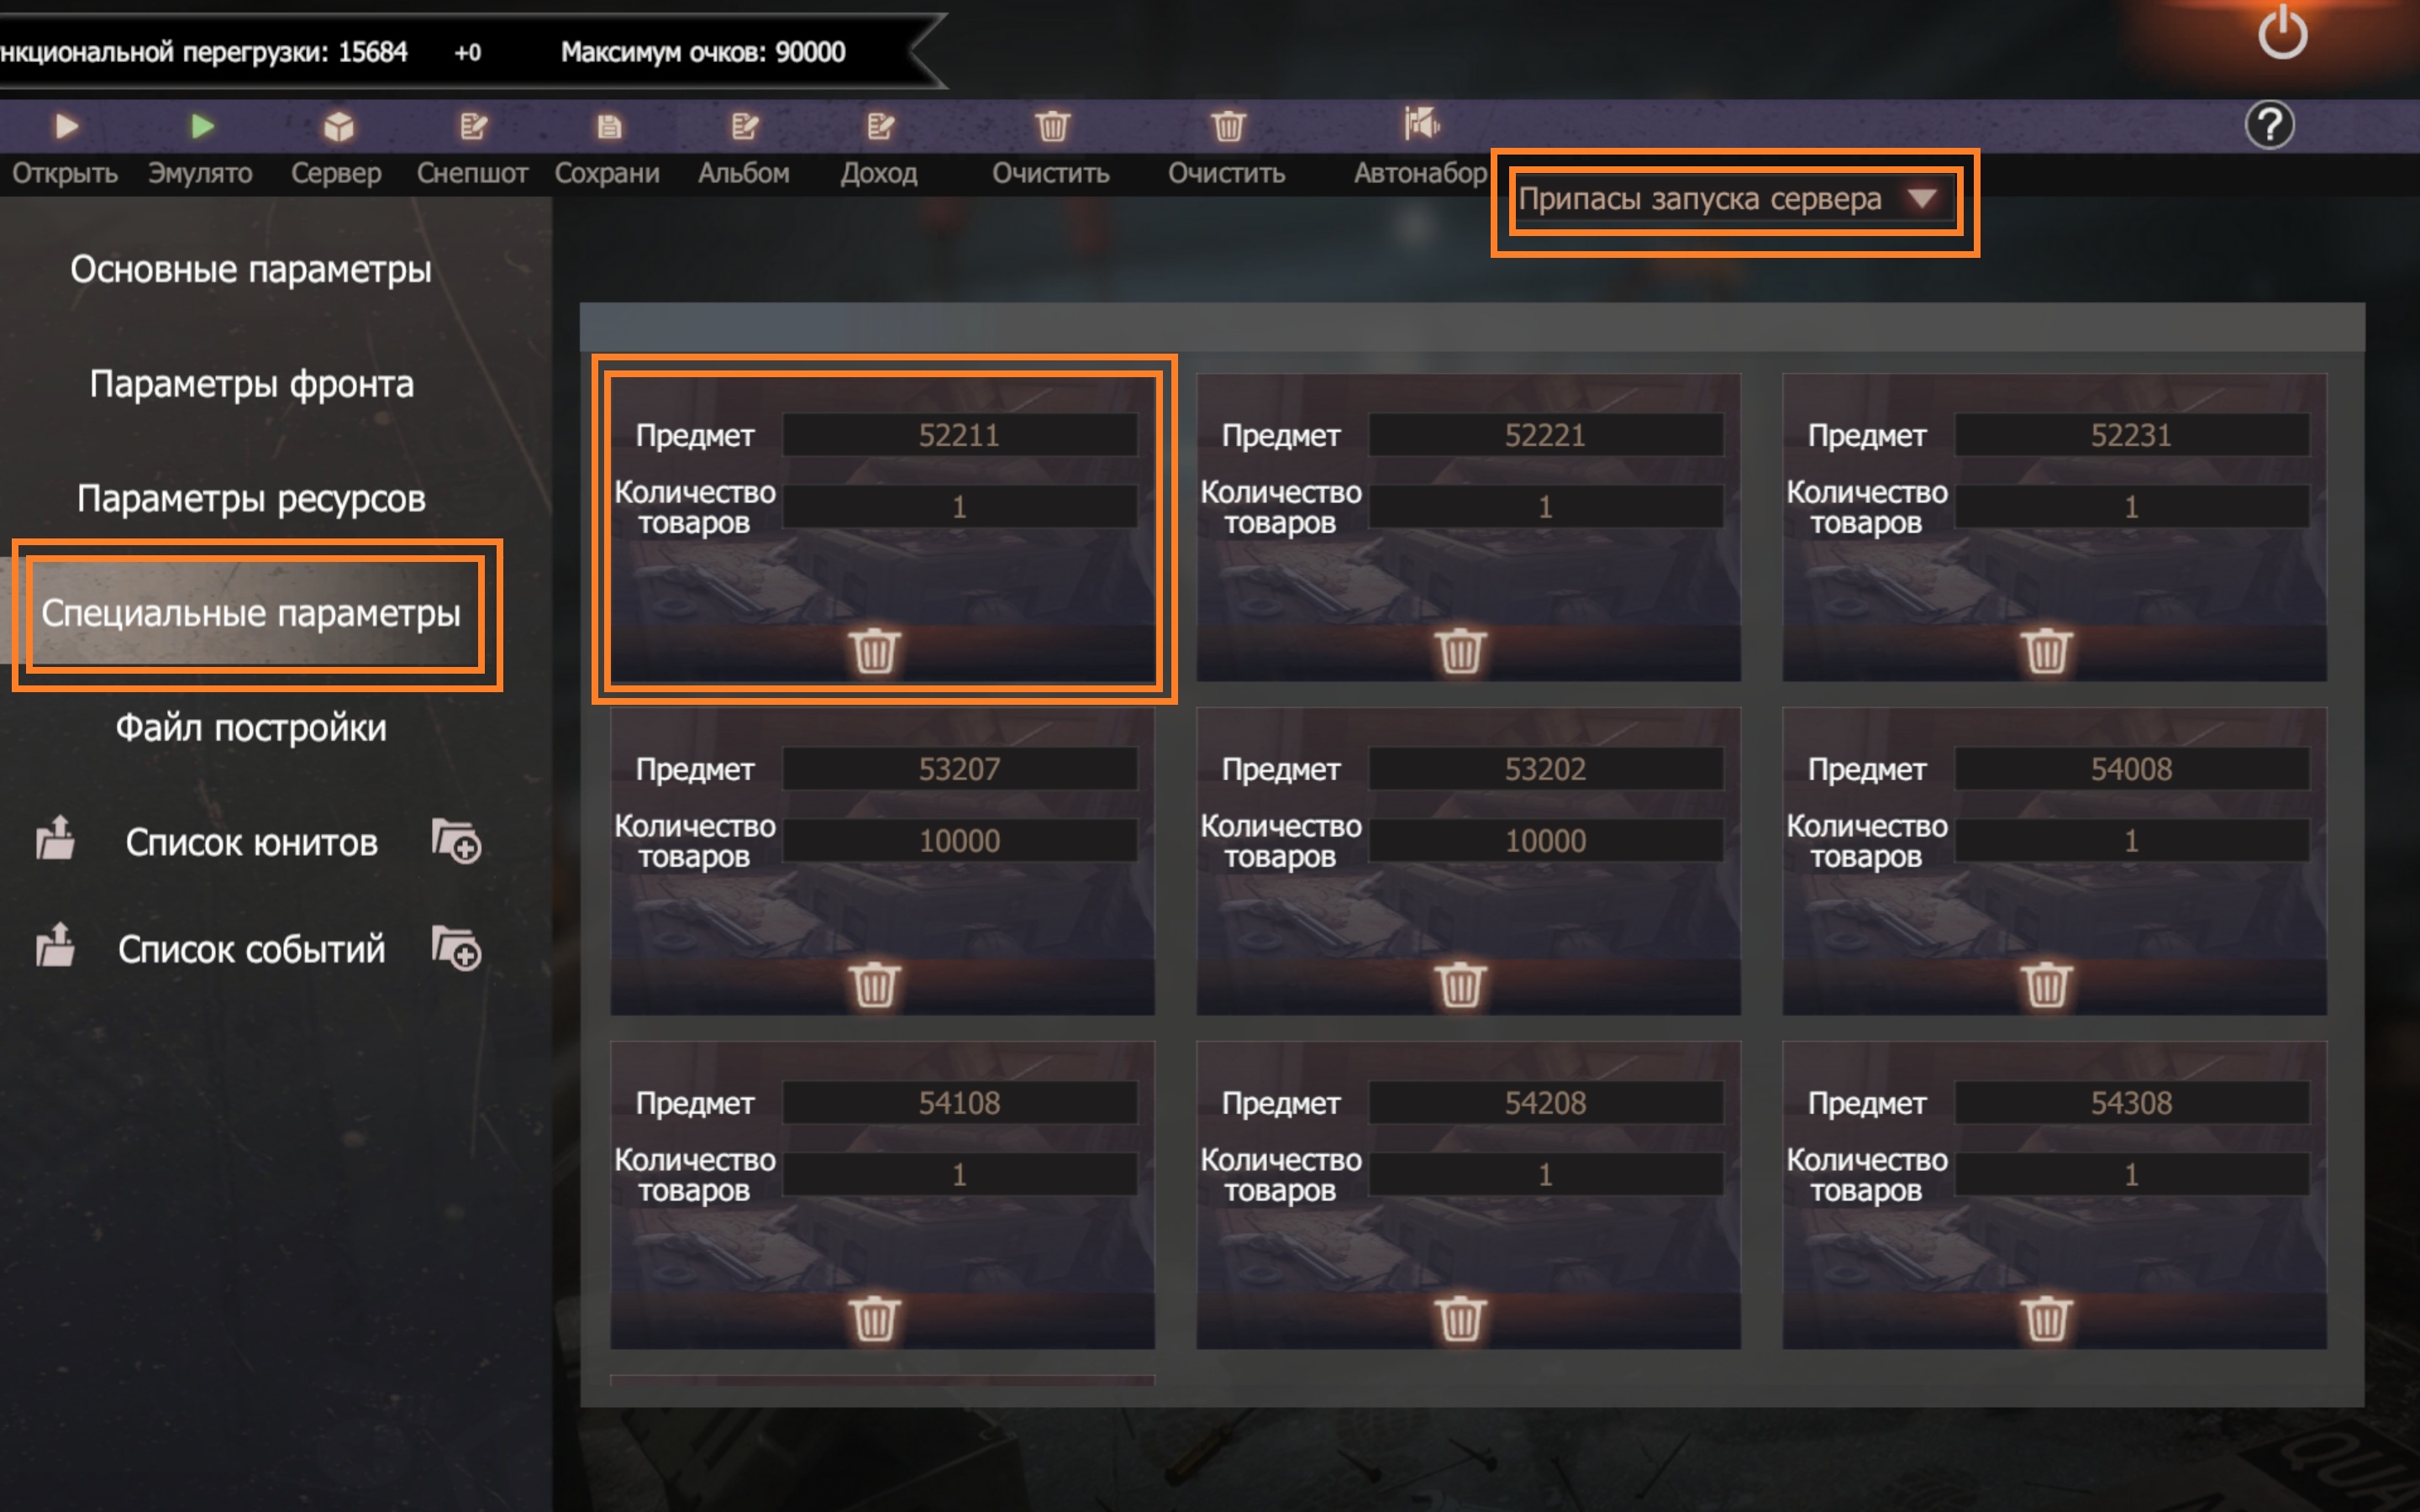 нкциональной перегрузки: 15684 +0 Максимум очков: 90000
Открыть Эмулято Сервер Снепшот Сохрани Альбом Доход Очистить Очистить Автонабор
Припасы запуска сервера
Основные параметры
Параметры фронта
Параметры ресурсов
Специальные параметры
Файл постройки
Список юнитов
Список событий
Предмет 52211
Количество товаров 1
Предмет 52221
Количество товаров 1
Предмет 52231
Количество товаров 1
Предмет 53207
Количество товаров 10000
Предмет 53202
Количество товаров 10000
Предмет 54008
Количество товаров 1
Предмет 54108
Количество товаров 1
Предмет 54208
Количество товаров 1
Предмет 54308
Количество товаров 1